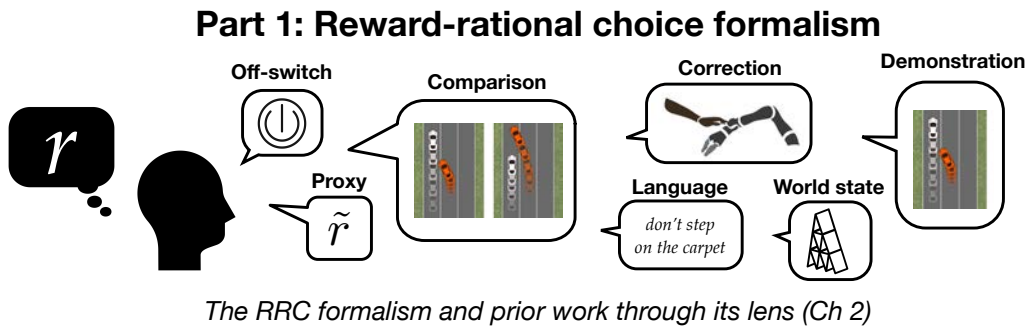 Part 1: Reward-rational choice formalism
Off-switch
Comparison
Correction
Demonstration
r
Proxy
r̃
Language
don't step
on the carpet
World state
The RRC formalism and prior work through its lens (Ch 2)